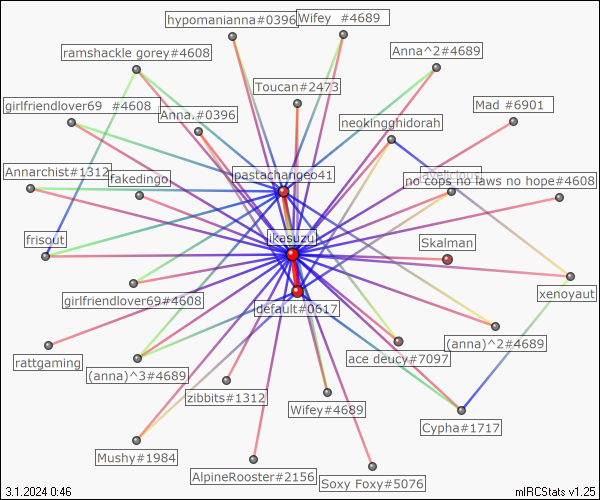 hypomanianna#0396
Wifey   #4689
ramshackle gorey#4608
Anna^2#4689
Toucan#2473
girlfriendlover69   #4608
Anna.#0396
neokingghidorah
Mad #6901
Annarchist#1312
fakedingo
pastachangeo41
no cops no laws no hope#4608
frisout
ikasuzu
Skalman
girlfriendlover69#4608
default#0617
xenoyaut
rattgaming
(anna)^3#4689
ace deucy#7097
(anna)^2#4689
zibbits#1312
Wifey#4689
Cypha#1717
Mushy#1984
AlpineRooster#2156
Soxy Foxy#5076
3.1.2024 0:46
mIRCStats v1.25